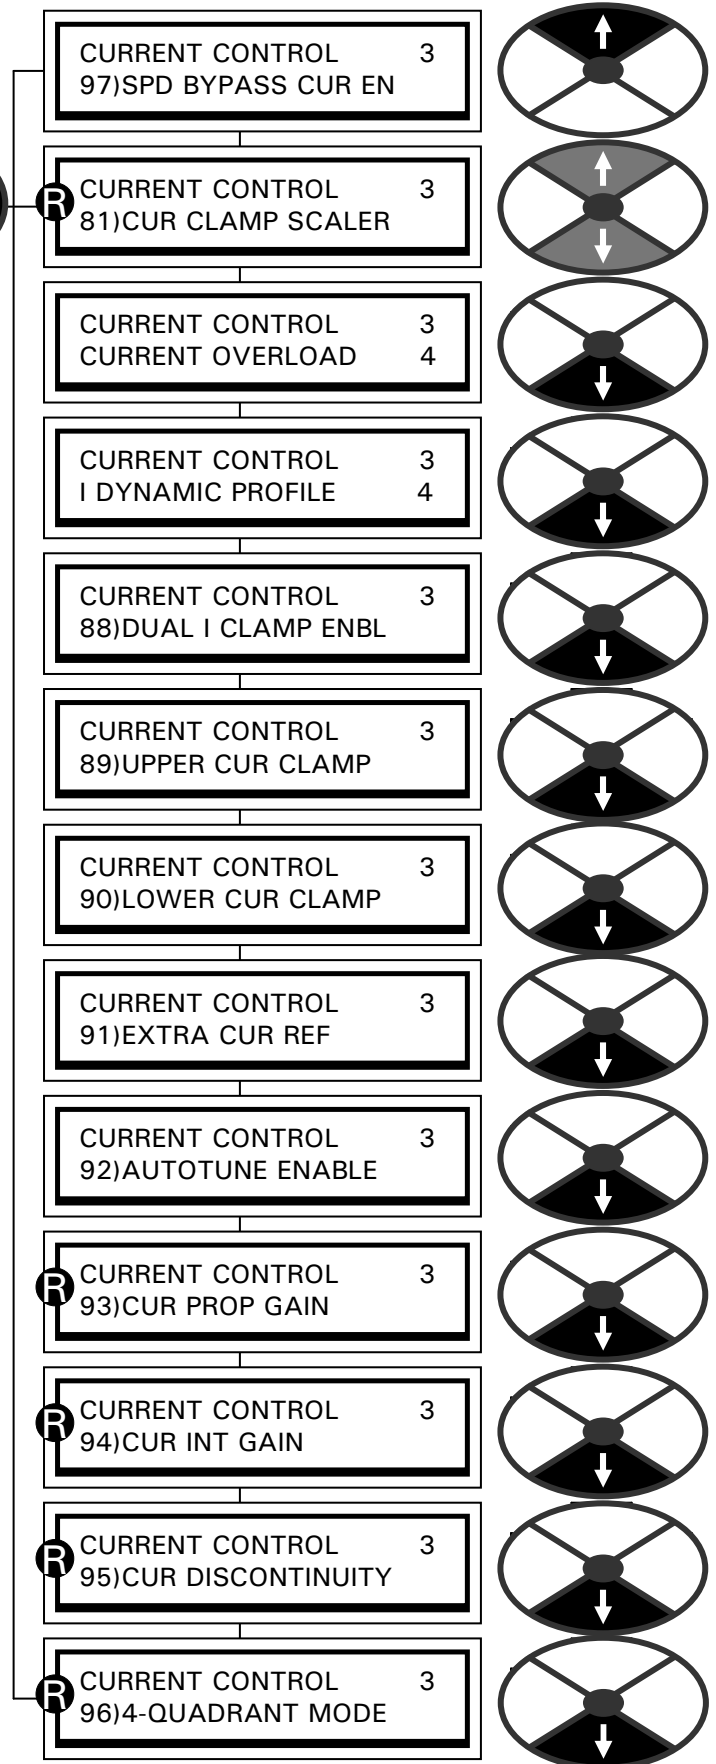 CURRENT CONTROL 3
97)SPD BYPASS CUR EN
R
CURRENT CONTROL 3
81)CUR CLAMP SCALER
CURRENT CONTROL 3
CURRENT OVERLOAD 4
CURRENT CONTROL 3
I DYNAMIC PROFILE 4
CURRENT CONTROL 3
88)DUAL I CLAMP ENBL
CURRENT CONTROL 3
89)UPPER CUR CLAMP
CURRENT CONTROL 3
90)LOWER CUR CLAMP
CURRENT CONTROL 3
91)EXTRA CUR REF
CURRENT CONTROL 3
92)AUTOTUNE ENABLE
R
CURRENT CONTROL 3
93)CUR PROP GAIN
R
CURRENT CONTROL 3
94)CUR INT GAIN
R
CURRENT CONTROL 3
95)CUR DISCONTINUITY
R
CURRENT CONTROL 3
96)4-QUADRANT MODE